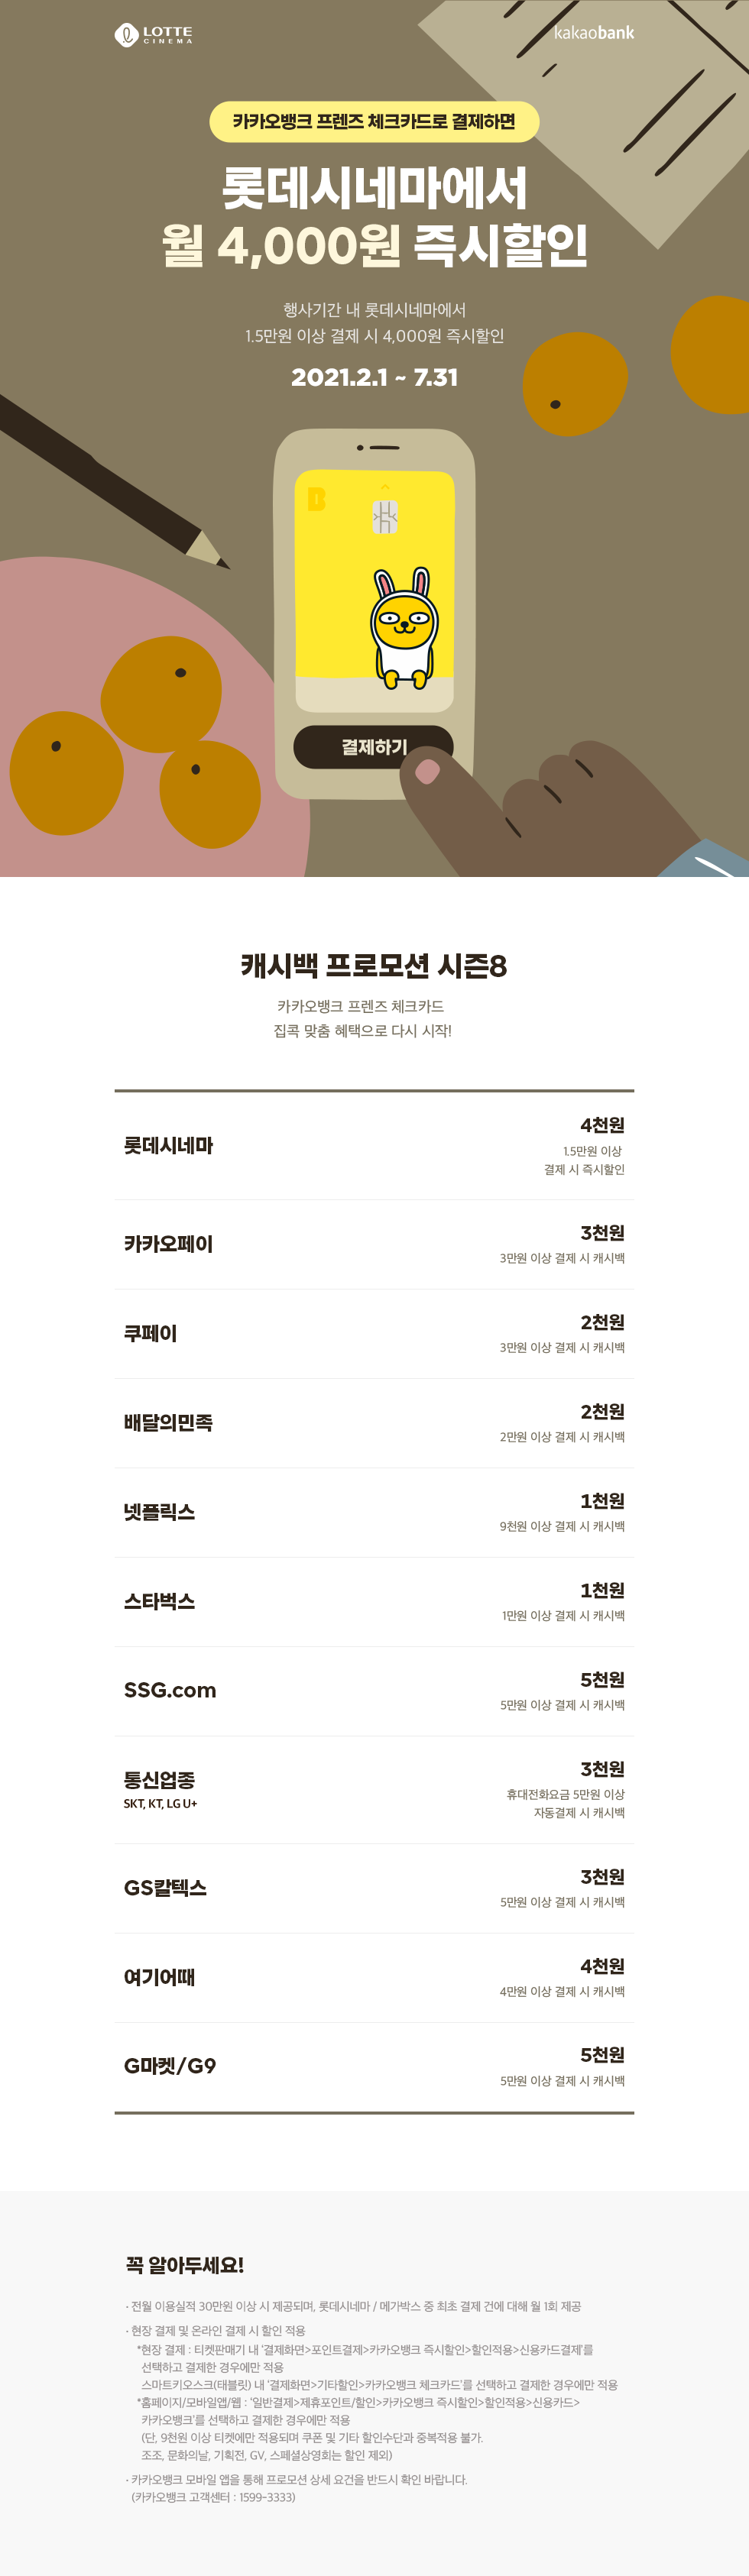 LOTTE
CINEMA
kakaobank
카카오뱅크 프렌즈 체크카드로 결제하면
롯데시네마에서
월 4,000원 즉시할인
행사기간 내 롯데시네마에서
1.5만원 이상 결제 시 4,000원 즉시할인
2021.2.1 ~ 7.31
B
결제하기
캐시백 프로모션 시즌8
카카오뱅크 프렌즈 체크카드
집콕 맞춤 혜택으로 다시 시작!
롯데시네마
4천원
1.5만원 이상
결제 시 즉시할인
카카오페이
3천원
3만원 이상 결제 시 캐시백
쿠페이
2천원
3만원 이상 결제 시 캐시백
배달의민족
2천원
2만원 이상 결제 시 캐시백
넷플릭스
1천원
9천원 이상 결제 시 캐시백
스타벅스
1천원
1만원 이상 결제 시 캐시백
SSG.com
5천원
5만원 이상 결제 시 캐시백
통신업종
SKT, KT, LG U+
3천원
휴대전화요금 5만원 이상
자동결제 시 캐시백
GS칼텍스
3천원
5만원 이상 결제 시 캐시백
여기어때
4천원
4만원 이상 결제 시 캐시백
G마켓/G9
5천원
5만원 이상 결제 시 캐시백
꼭 알아두세요!
· 전월 이용실적 30만원 이상 시 제공되며, 롯데시네마 / 메가박스 중 최초 결제 건에 대해 월 1회 제공
· 현장 결제 및 온라인 결제 시 할인 적용
*현장 결제 : 티켓판매기 내 '결제화면>포인트결제>카카오뱅크 즉시할인>할인적용>신용카드결제'를
선택하고 결제한 경우에만 적용
스마트키오스크(태블릿) 내 '결제화면>기타할인>카카오뱅크 체크카드'를 선택하고 결제한 경우에만 적용
*홈페이지/모바일앱/웹 : '일반결제>제휴포인트/할인>카카오뱅크 즉시할인>할인적용>신용카드>
카카오뱅크'를 선택하고 결제한 경우에만 적용
(단, 9천원 이상 티켓에만 적용되며 쿠폰 및 기타 할인수단과 중복적용 불가.
조조, 문화의날, 기획전, GV, 스페셜상영회는 할인 제외)
· 카카오뱅크 모바일 앱을 통해 프로모션 상세 요건을 반드시 확인 바랍니다.
(카카오뱅크 고객센터 : 1599-3333)